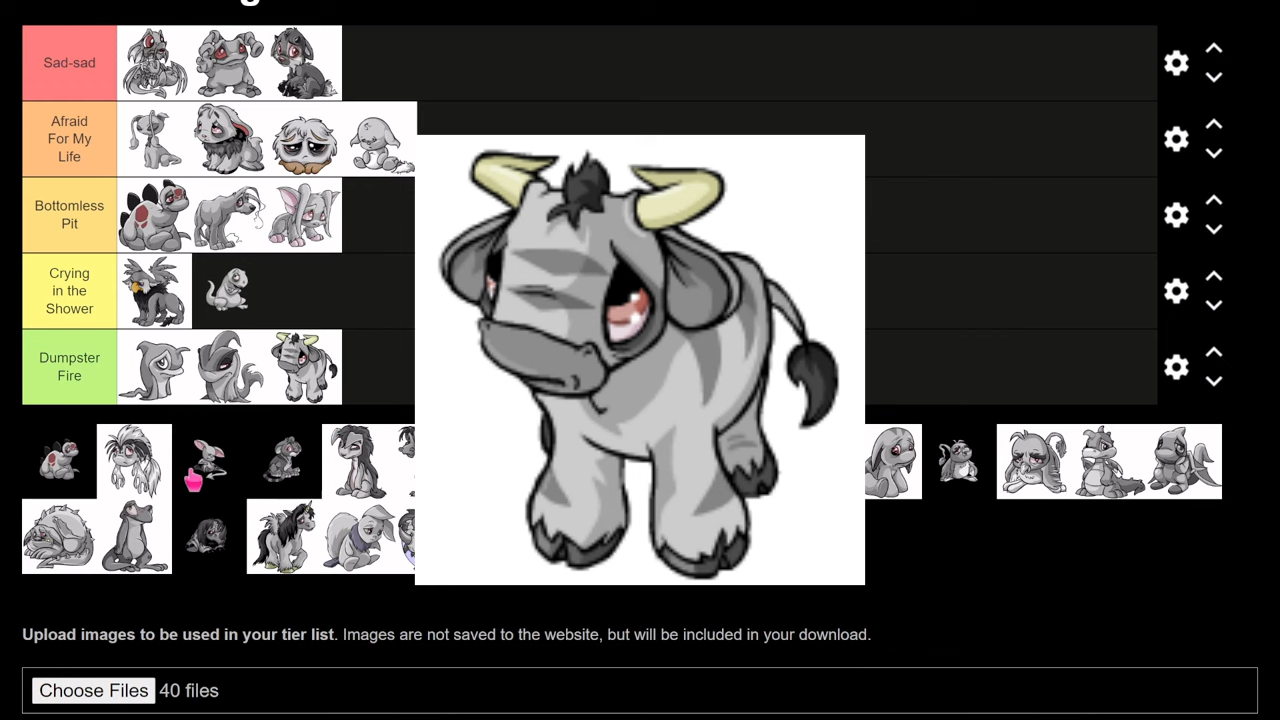 Sad-sad
Afraid
For My
Life
Bottomless
Pit
Crying
in the
Shower
Dumpster
Fire
Upload images to be used in your tier list. Images are not saved to the website, but will be included in your download.
Choose Files 40 files